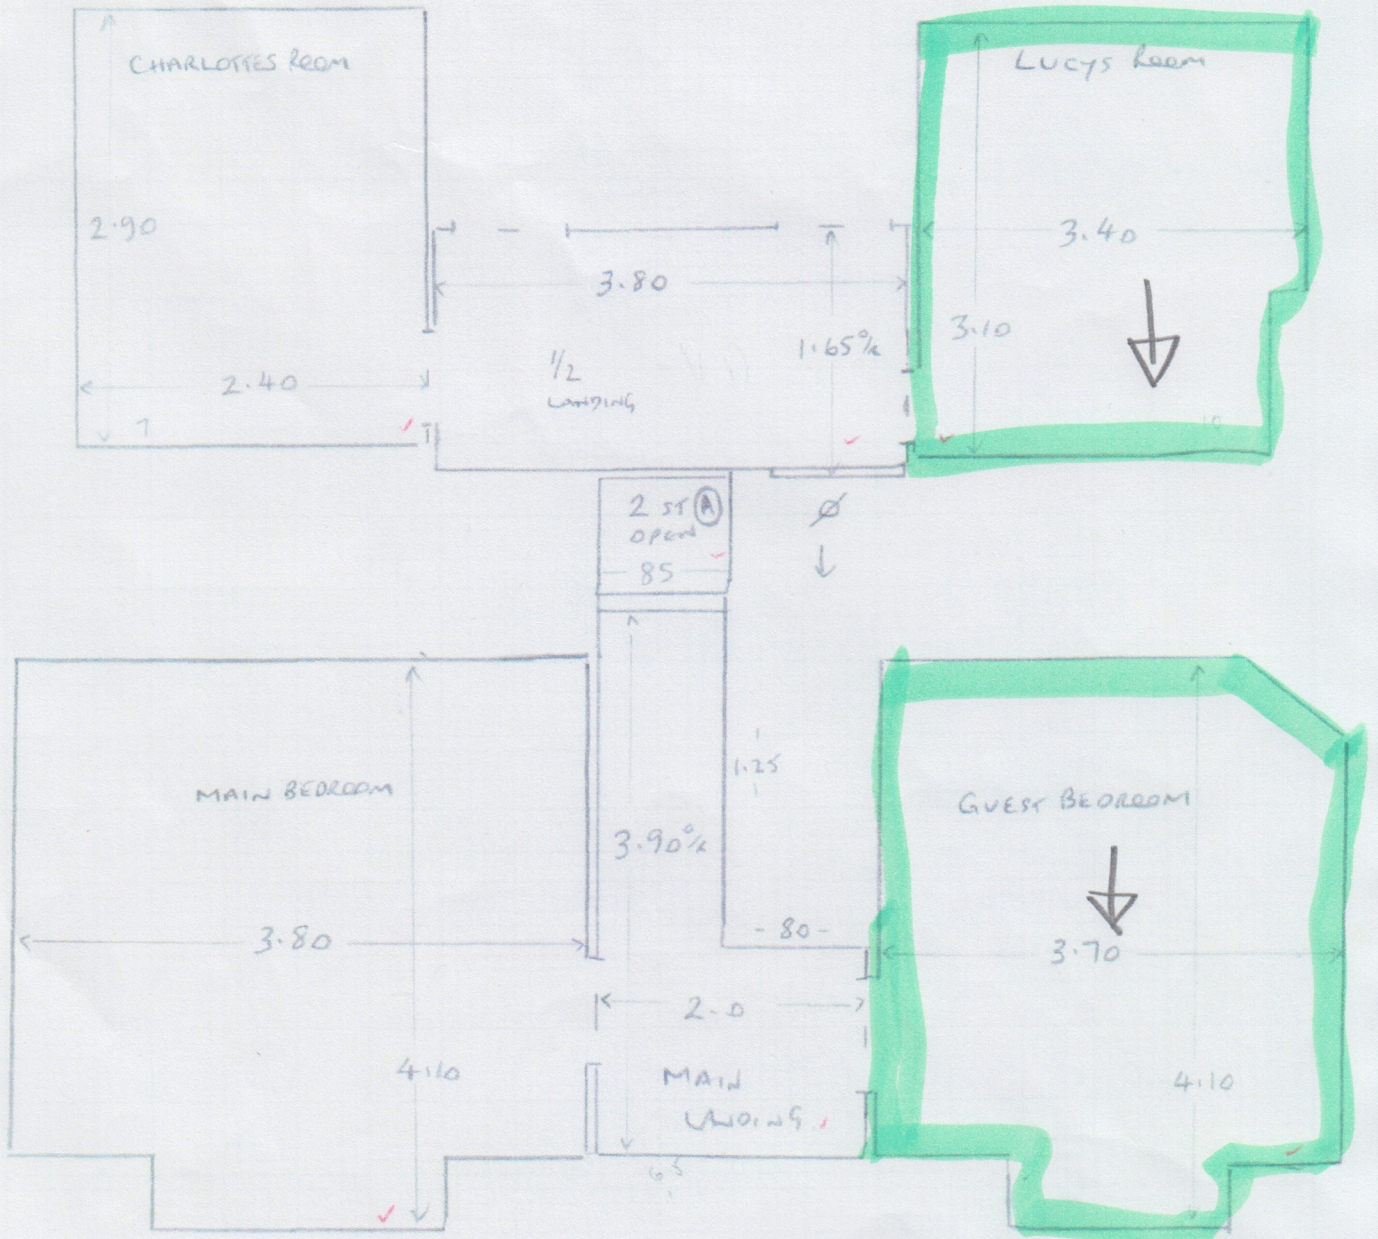 CHARLOTTES ROOM
LUCYS ROOM
2.90
3.40
3.80
3.10
1.65 o/a
2.40
1/2
LANDING
7
10
2 ST Ⓐ
OPEN
85
Ø
1.25
MAIN BEDROOM
GUEST BEDROOM
3.90 o/a
3.80
- 80 -
3.70
2.0
4.10
4.10
MAIN
LANDING